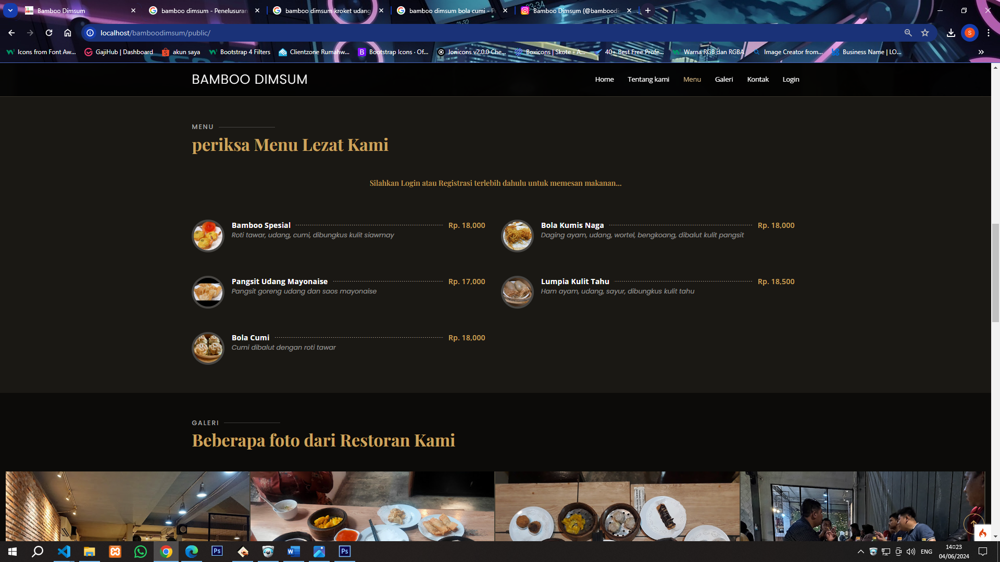 Bamboo Dimsum
bamboo dimsum - Penelusuran
bamboo dimsum kroket udang
bamboo dimsum bola cumi - P
Bamboo Dimsum (@bamboodi
localhost/bamboodimsum/public/
S
Icons from Font Aw...
GajiHub | Dashboard
akun saya
Bootstrap 4 Filters
Clientzone Rumahw...
Bootstrap Icons · Of...
Ionicons v2.0.0 Che...
Boxicons | Skote - A...
40+ Best Free Profe...
Warna RGB dan RGBA
Image Creator from...
Business Name | LO...
BAMBOO DIMSUM
Home
Tentang kami
Menu
Galeri
Kontak
Login
MENU
periksa Menu Lezat Kami
Silahkan Login atau Registrasi terlebih dahulu untuk memesan makanan...
Bamboo Spesial
Rp. 18,000
Roti tawar, udang, cumi, dibungkus kulit siawmay
Bola Kumis Naga
Rp. 18,000
Daging ayam, udang, wortel, bengkoang, dibalut kulit pangsit
Pangsit Udang Mayonaise
Rp. 17,000
Pangsit goreng udang dan saos mayonaise
Lumpia Kulit Tahu
Rp. 18,500
Ham ayam, udang, sayur, dibungkus kulit tahu
Bola Cumi
Rp. 18,000
Cumi dibalut dengan roti tawar
GALERI
Beberapa foto dari Restoran Kami
Ps
Ps
ENG
14:23
04/06/2024